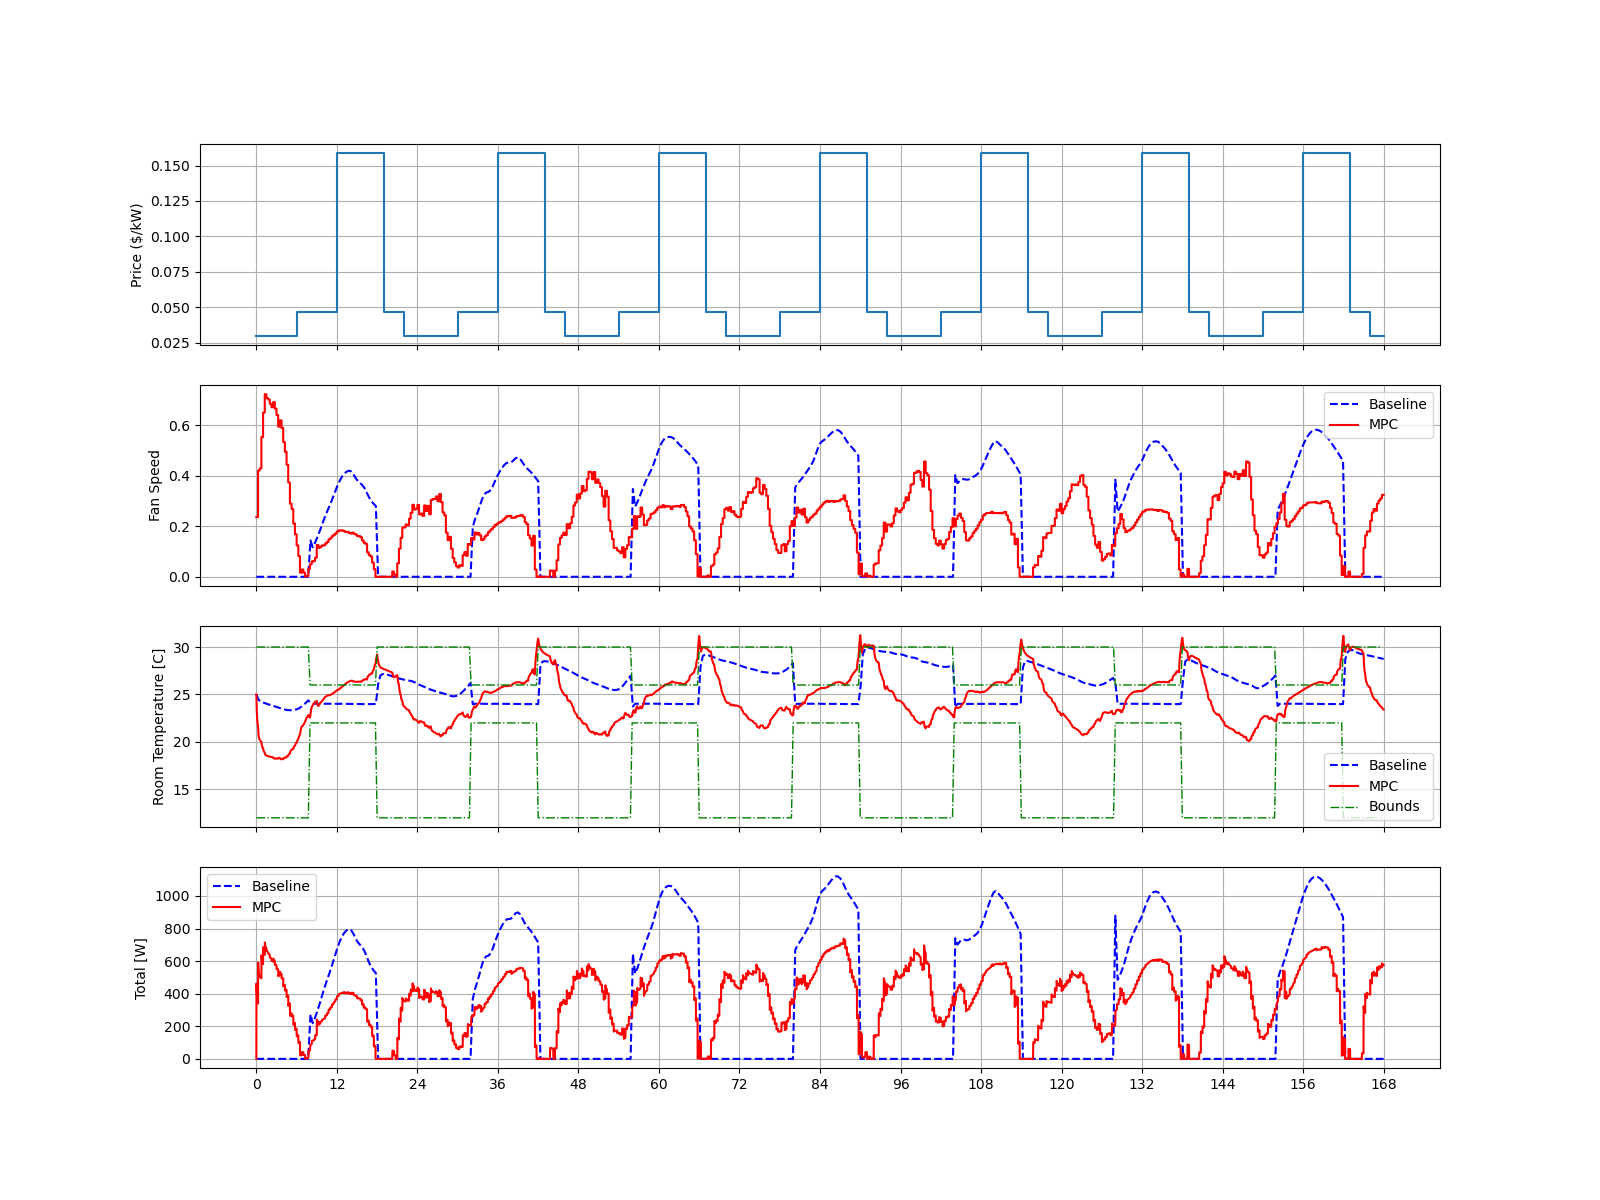 Price ($/kW)
0.150
0.125
0.100
0.075
0.050
0.025
Fan Speed
0.6
0.4
0.2
0.0
Baseline
MPC
Room Temperature [C]
30
25
20
15
Baseline
MPC
Bounds
Total [W]
1000
800
600
400
200
0
Baseline
MPC
0 12 24 36 48 60 72 84 96 108 120 132 144 156 168